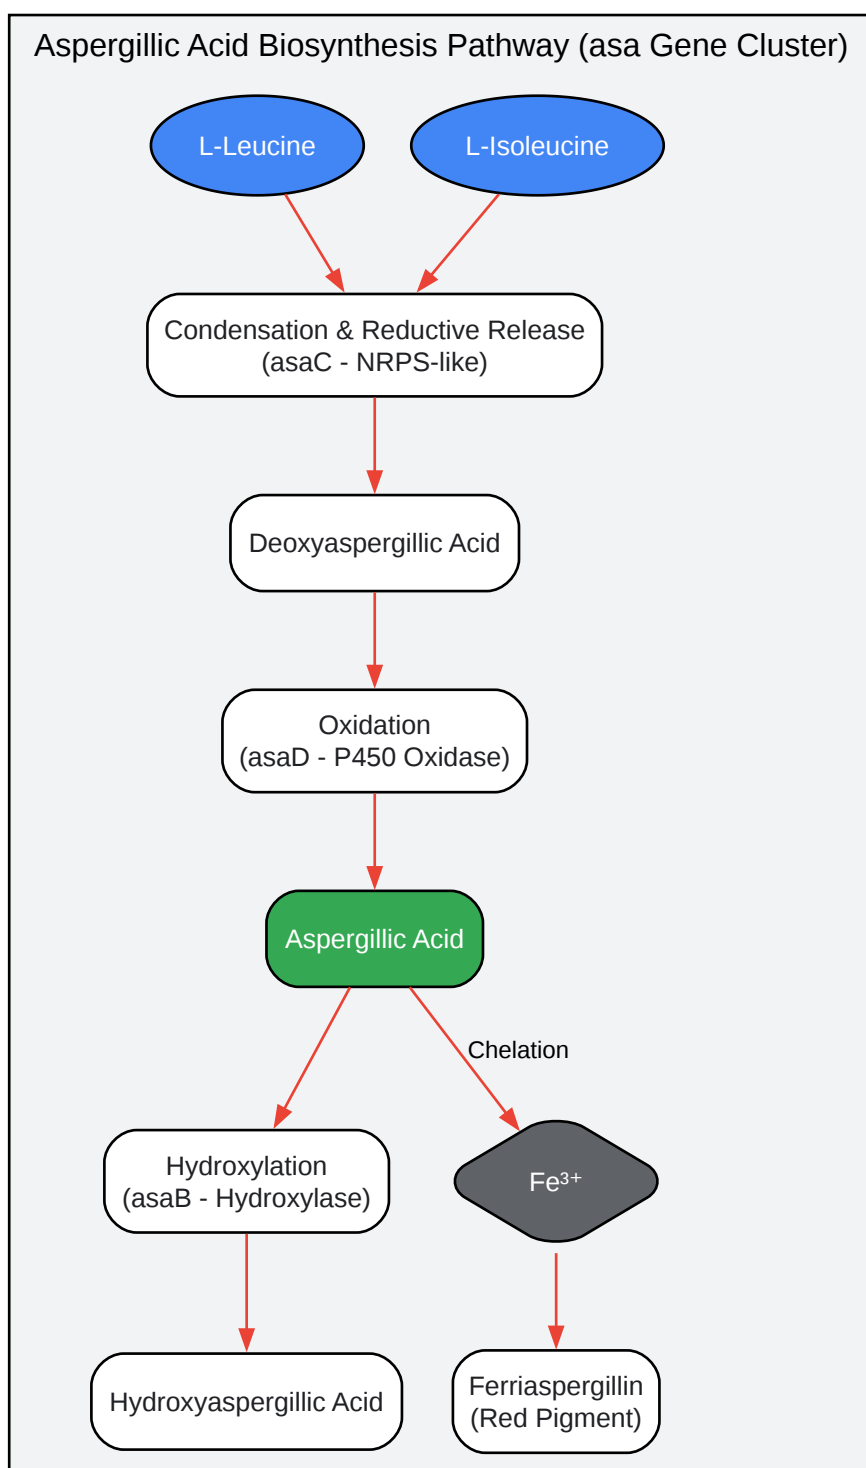 Aspergillic Acid Biosynthesis Pathway (asa Gene Cluster)
L-Leucine
L-Isoleucine
Condensation & Reductive Release
(asaC - NRPS-like)
Deoxyaspergillic Acid
Oxidation
(asaD - P450 Oxidase)
Aspergillic Acid
Chelation
Hydroxylation
(asaB - Hydroxylase)
Fe³⁺
Hydroxyaspergillic Acid
Ferriaspergillin
(Red Pigment)